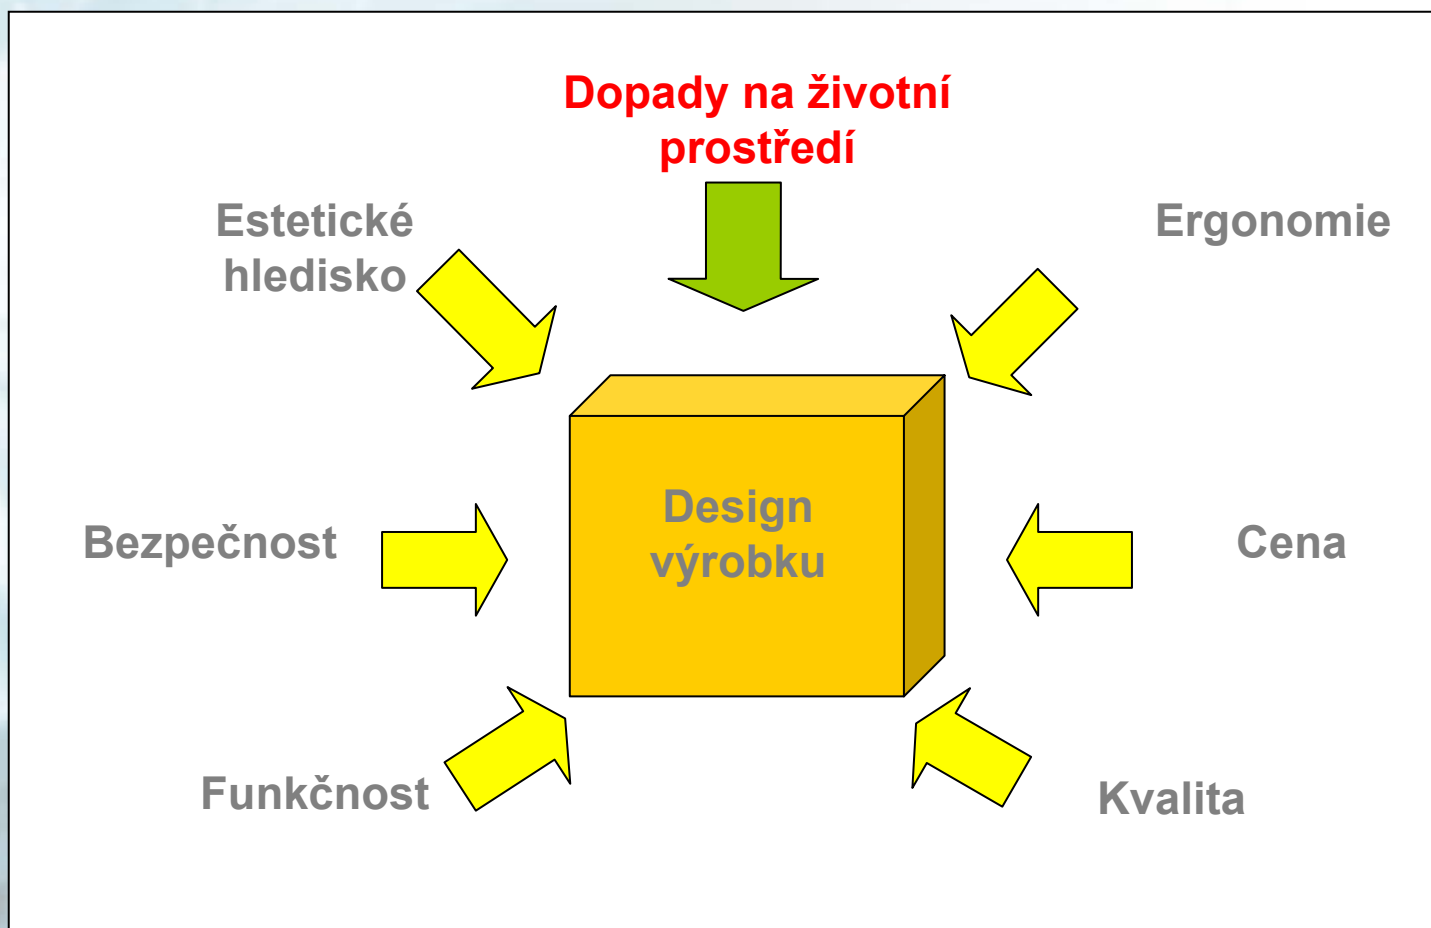 Dopady na životní
prostředí
Estetické
hledisko
Ergonomie
Bezpečnost
Design
výrobku
Cena
Funkčnost
Kvalita